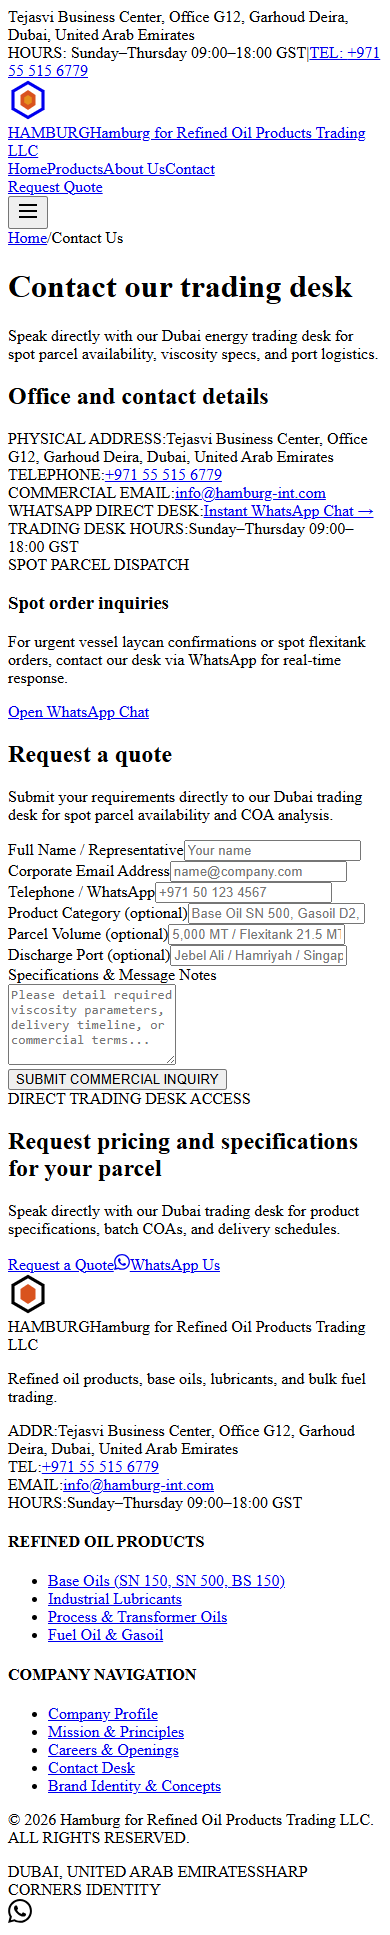 Tejasvi Business Center, Office G12, Garhoud Deira,
Dubai, United Arab Emirates
HOURS: Sunday–Thursday 09:00–18:00 GST|TEL: +971
55 515 6779
HAMBURGHamburg for Refined Oil Products Trading
LLC
HomeProductsAbout UsContact
Request Quote
Home/Contact Us
Contact our trading desk
Speak directly with our Dubai energy trading desk for
spot parcel availability, viscosity specs, and port logistics.
Office and contact details
PHYSICAL ADDRESS:Tejasvi Business Center, Office
G12, Garhoud Deira, Dubai, United Arab Emirates
TELEPHONE:+971 55 515 6779
COMMERCIAL EMAIL:info@hamburg-int.com
WHATSAPP DIRECT DESK:Instant WhatsApp Chat →
TRADING DESK HOURS:Sunday–Thursday 09:00–
18:00 GST
SPOT PARCEL DISPATCH
Spot order inquiries
For urgent vessel laycan confirmations or spot flexitank
orders, contact our desk via WhatsApp for real-time
response.
Open WhatsApp Chat
Request a quote
Submit your requirements directly to our Dubai trading
desk for spot parcel availability and COA analysis.
Full Name / Representative Your name
Corporate Email Address name@company.com
Telephone / WhatsApp +971 50 123 4567
Product Category (optional) Base Oil SN 500, Gasoil D2,
Parcel Volume (optional) 5,000 MT / Flexitank 21.5 MT
Discharge Port (optional) Jebel Ali / Hamriyah / Singap
Specifications & Message Notes
Please detail required
viscosity parameters,
delivery timeline, or
commercial terms...
SUBMIT COMMERCIAL INQUIRY
DIRECT TRADING DESK ACCESS
Request pricing and specifications
for your parcel
Speak directly with our Dubai trading desk for product
specifications, batch COAs, and delivery schedules.
Request a Quote WhatsApp Us
HAMBURGHamburg for Refined Oil Products Trading
LLC
Refined oil products, base oils, lubricants, and bulk fuel
trading.
ADDR:Tejasvi Business Center, Office G12, Garhoud
Deira, Dubai, United Arab Emirates
TEL:+971 55 515 6779
EMAIL:info@hamburg-int.com
HOURS:Sunday–Thursday 09:00–18:00 GST
REFINED OIL PRODUCTS
Base Oils (SN 150, SN 500, BS 150)
Industrial Lubricants
Process & Transformer Oils
Fuel Oil & Gasoil
COMPANY NAVIGATION
Company Profile
Mission & Principles
Careers & Openings
Contact Desk
Brand Identity & Concepts
© 2026 Hamburg for Refined Oil Products Trading LLC.
ALL RIGHTS RESERVED.
DUBAI, UNITED ARAB EMIRATESSHARP
CORNERS IDENTITY